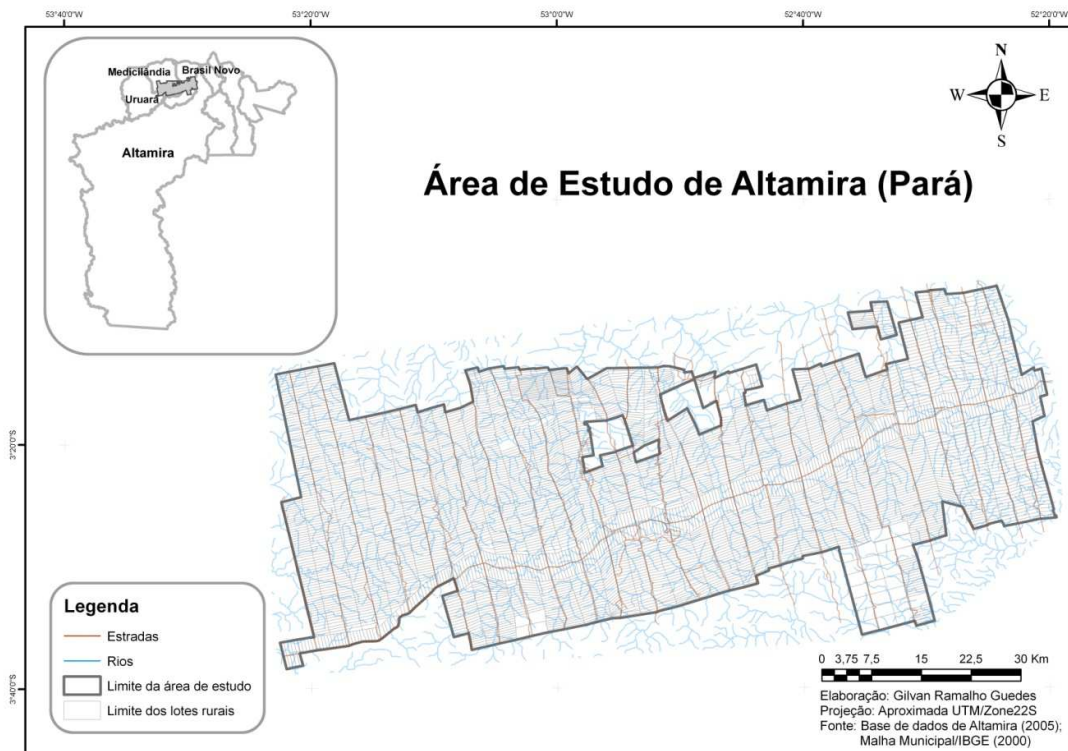 53°40'0"W 53°20'0"W 53°0'0"W 52°40'0"W 52°20'0"W
Medicilândia Brasil Novo
Uruará
Altamira
N
W E
S
Área de Estudo de Altamira (Pará)
3°20'0"S
3°40'0"S
Legenda
Estradas
Rios
Limite da área de estudo
Limite dos lotes rurais
0 3,75 7,5 15 22,5 30 Km
Elaboração: Gilvan Ramalho Guedes
Projeção: Aproximada UTM/Zone22S
Fonte: Base de dados de Altamira (2005);
Malha Municipal/IBGE (2000)